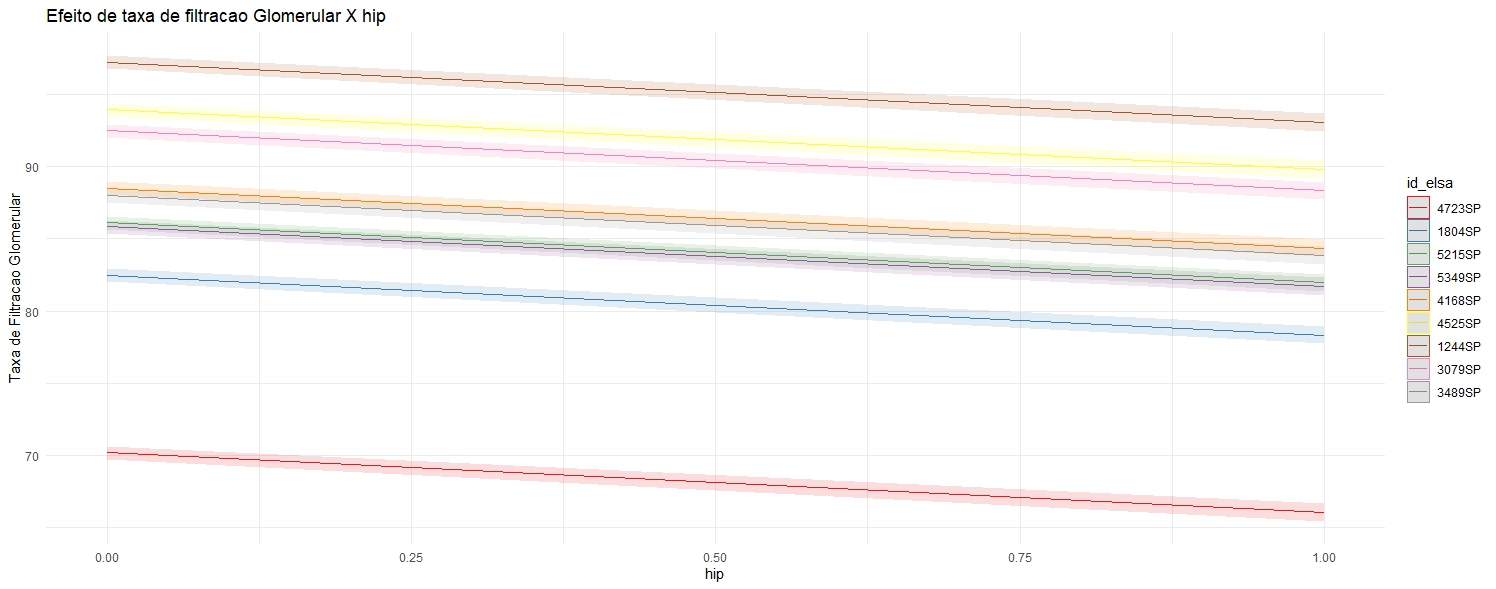 Efeito de taxa de filtracao Glomerular X hip
Taxa de Filtracao Glomerular
90
80
70
0.00
0.25
0.50
0.75
1.00
hip
id_elsa
4723SP
1804SP
5215SP
5349SP
4168SP
4525SP
1244SP
3079SP
3489SP